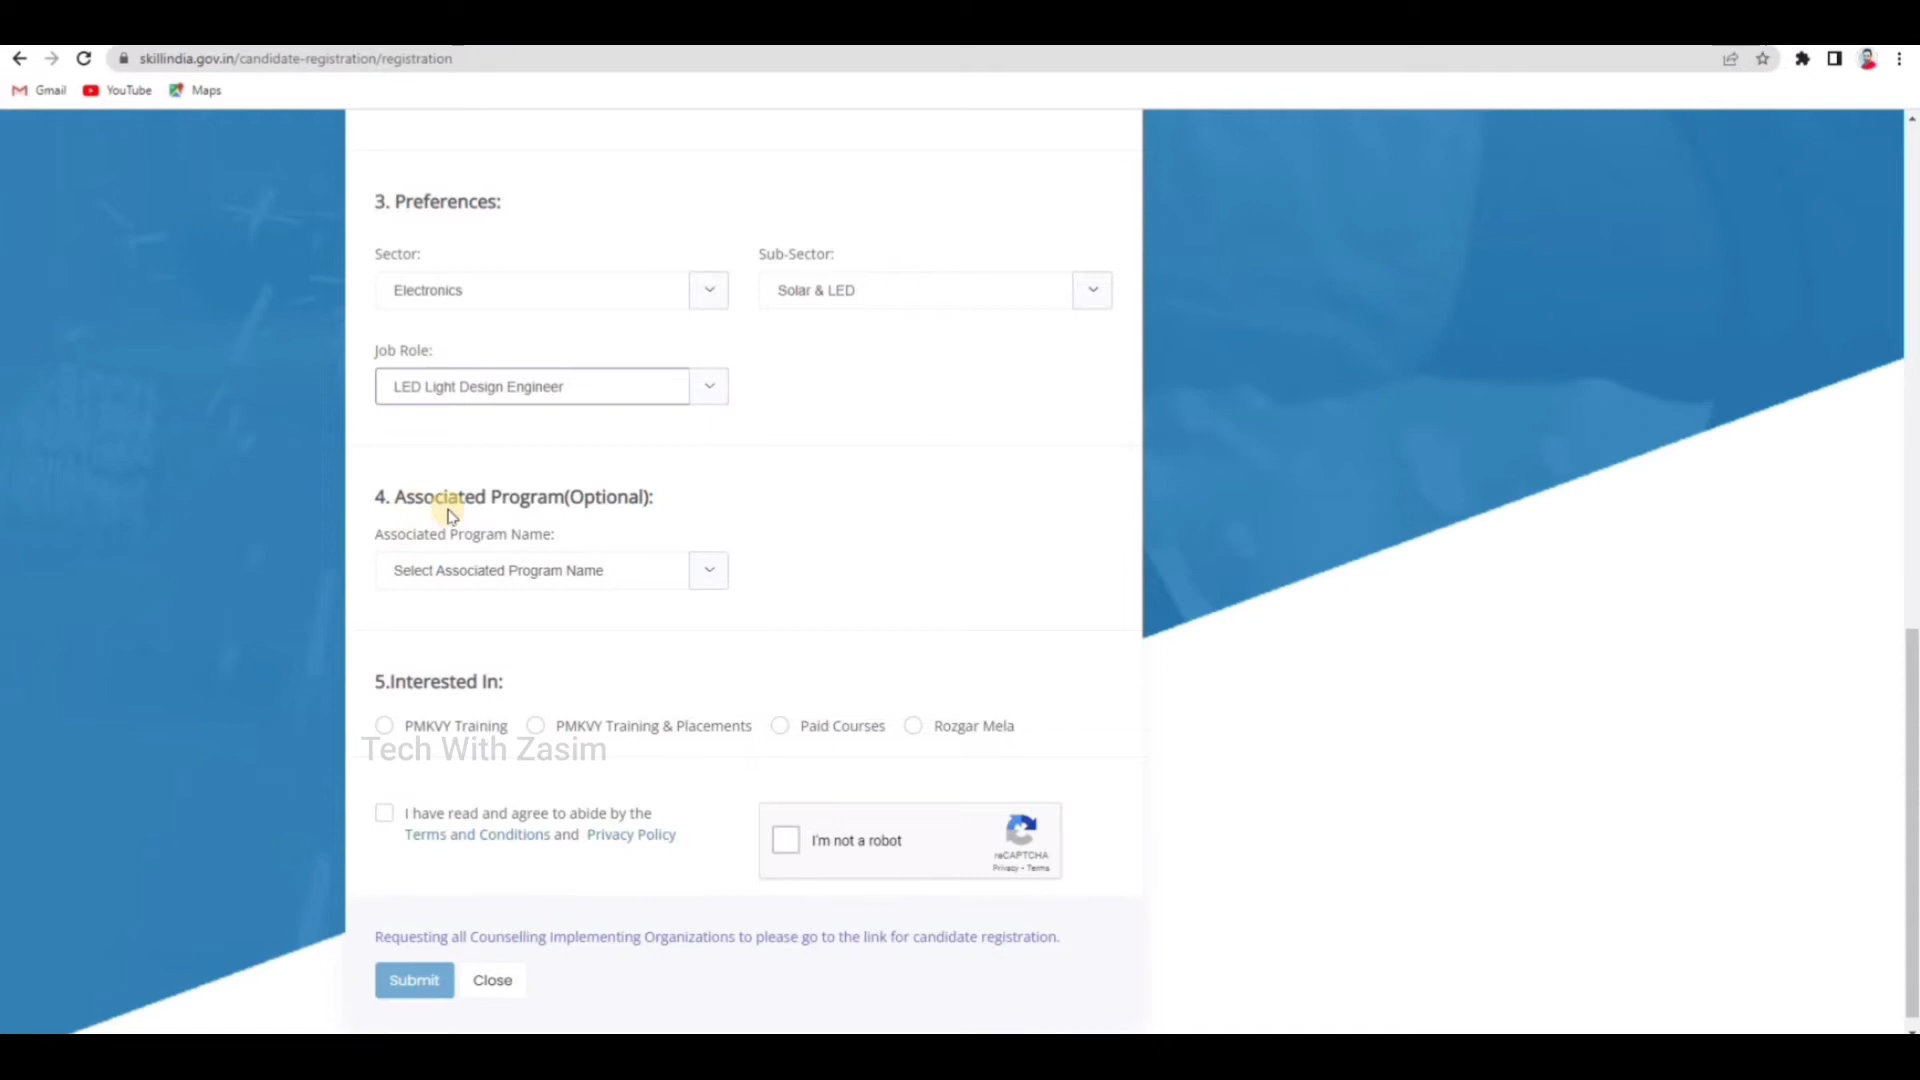 skillindia.gov.in/candidate-registration/registration
Gmail YouTube Maps
3. Preferences:
Sector: Sub-Sector:
Electronics Solar & LED
Job Role:
LED Light Design Engineer
4. Associated Program(Optional):
Associated Program Name:
Select Associated Program Name
5.Interested In:
PMKVY Training PMKVY Training & Placements Paid Courses Rozgar Mela
Tech With Zasim
I have read and agree to abide by the
Terms and Conditions and Privacy Policy
I'm not a robot
reCAPTCHA
Privacy - Terms
Requesting all Counselling Implementing Organizations to please go to the link for candidate registration.
Submit Close